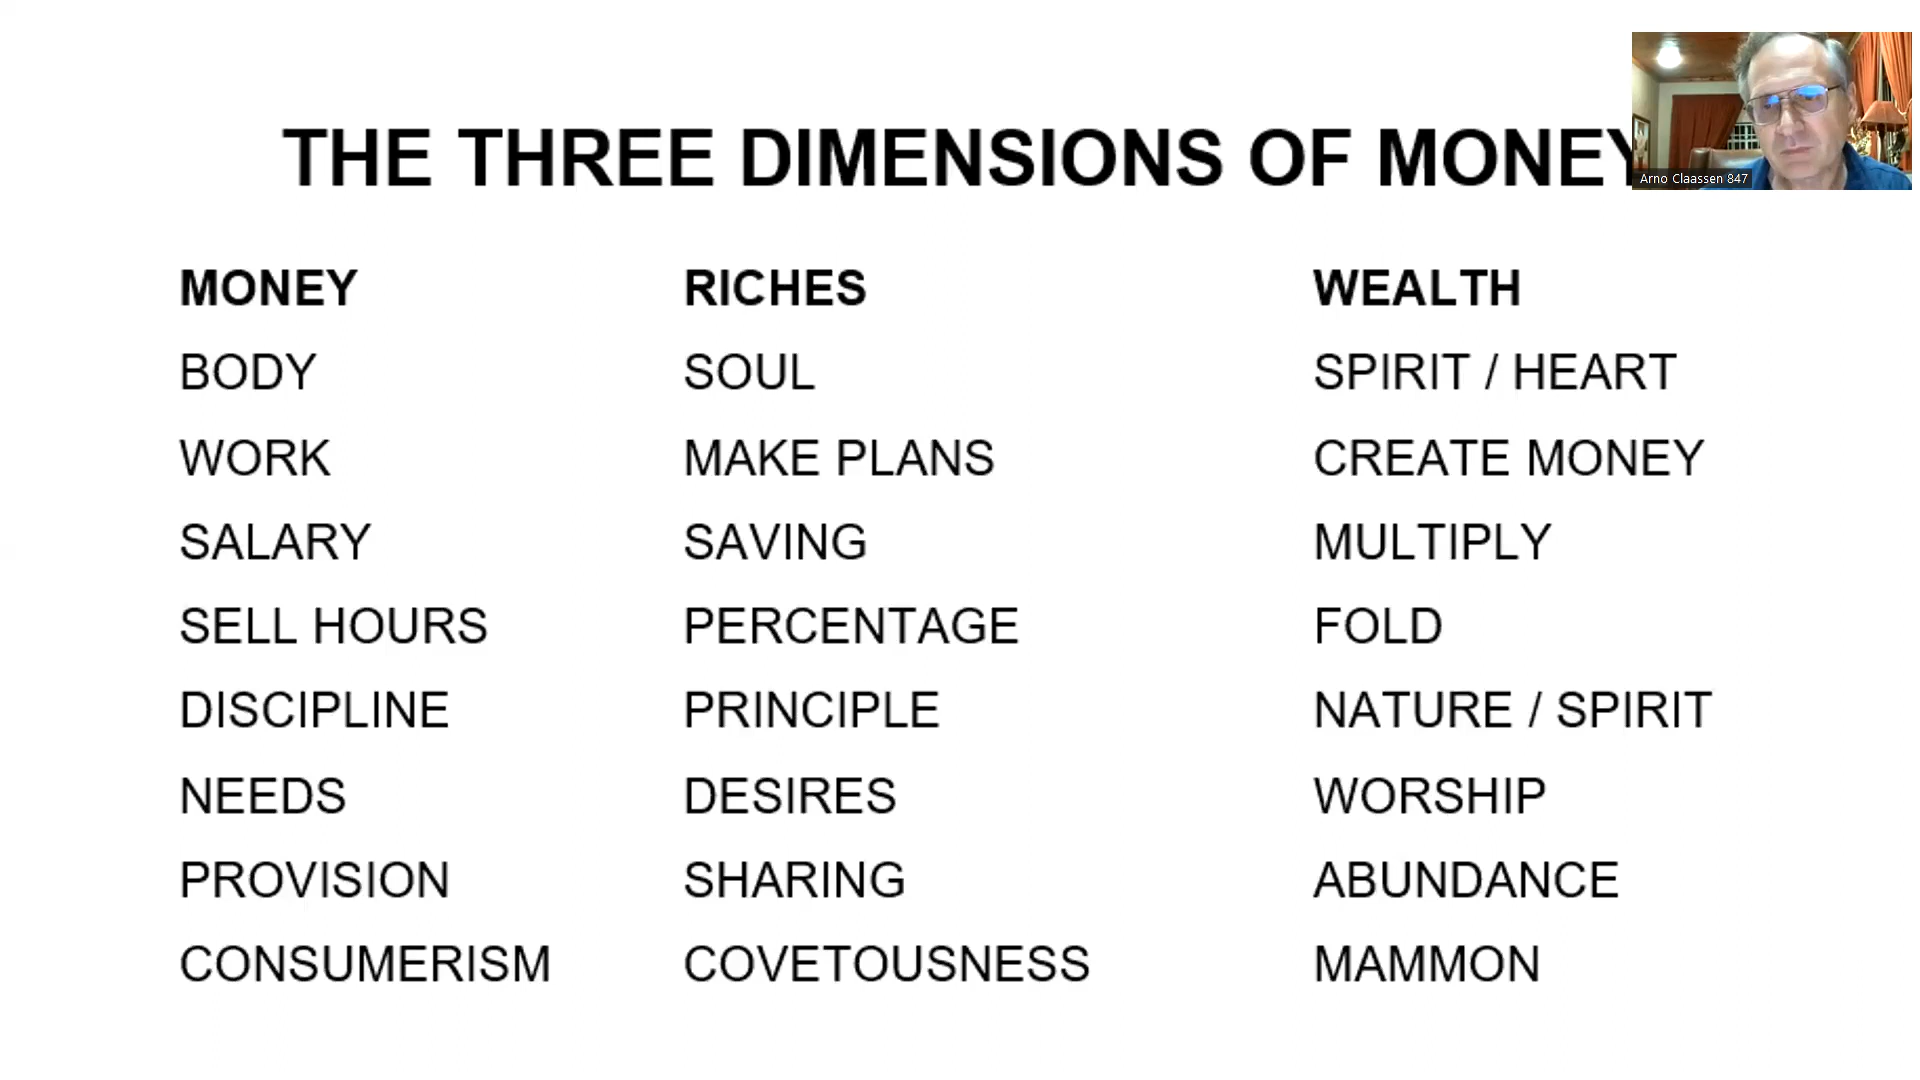 THE THREE DIMENSIONS OF MONEY
Arno Claassen 847
MONEY RICHES WEALTH
BODY SOUL SPIRIT / HEART
WORK MAKE PLANS CREATE MONEY
SALARY SAVING MULTIPLY
SELL HOURS PERCENTAGE FOLD
DISCIPLINE PRINCIPLE NATURE / SPIRIT
NEEDS DESIRES WORSHIP
PROVISION SHARING ABUNDANCE
CONSUMERISM COVETOUSNESS MAMMON